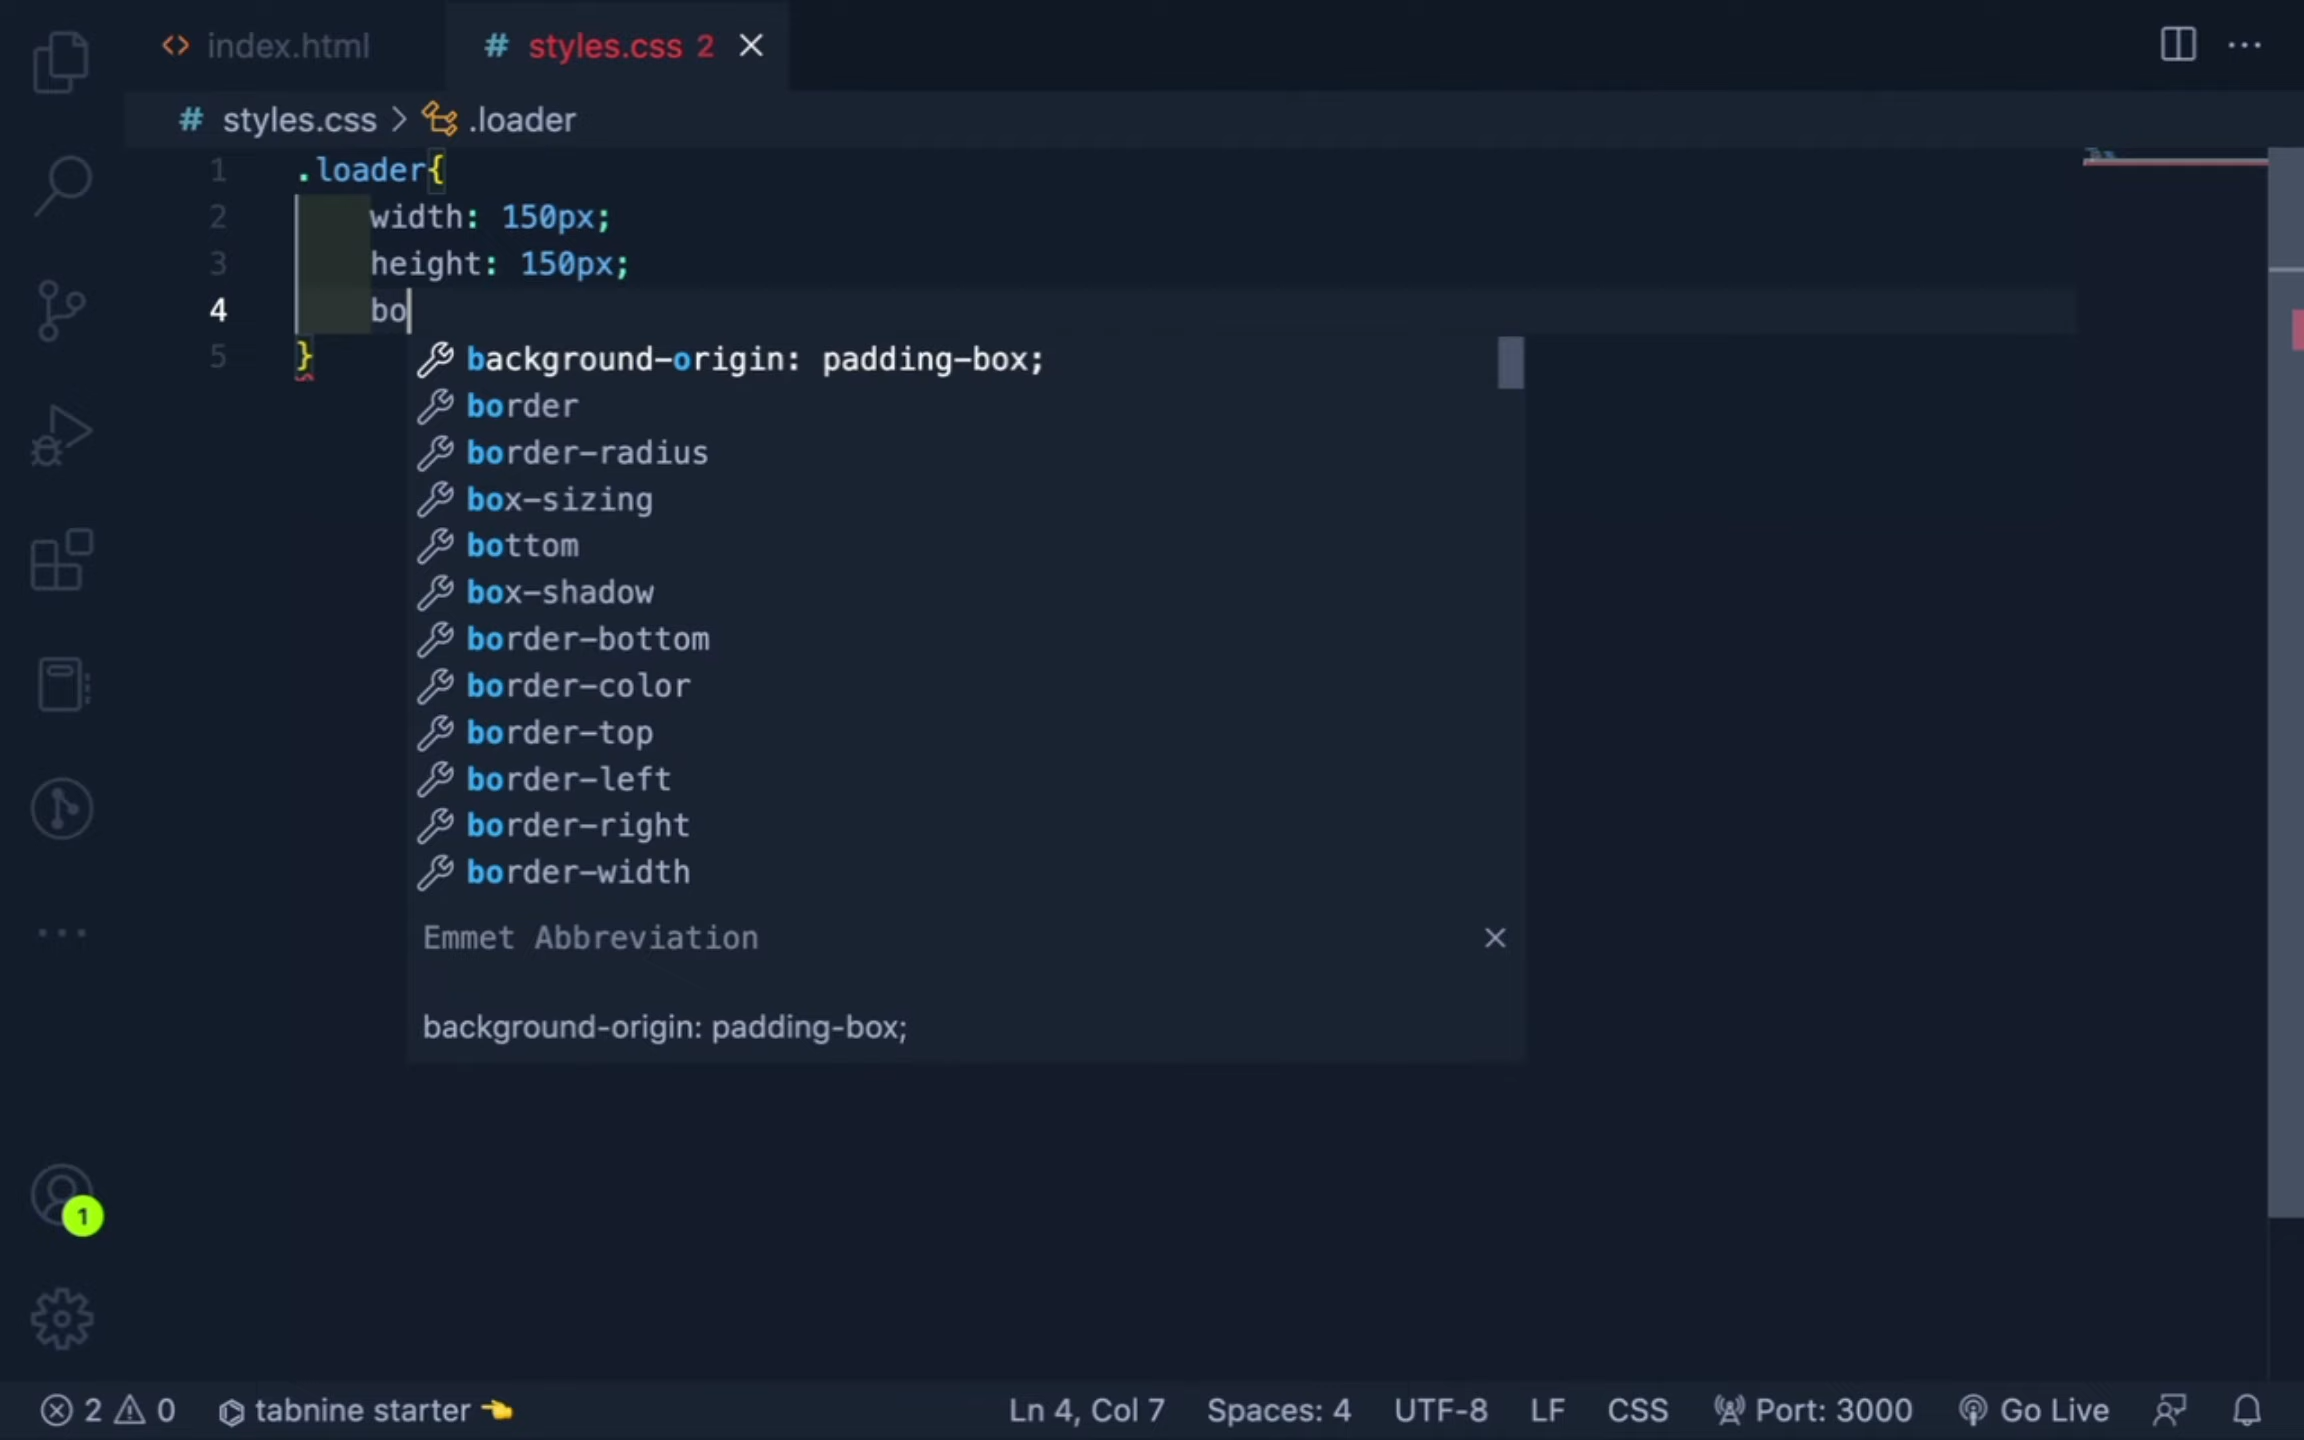 index.html
styles.css 2
styles.css > .loader
1 .loader{
2 width: 150px;
3 height: 150px;
4 bo
5 }
background-origin: padding-box;
border
border-radius
box-sizing
bottom
box-shadow
border-bottom
border-color
border-top
border-left
border-right
border-width
Emmet Abbreviation
background-origin: padding-box;
1
2 0 tabnine starter Ln 4, Col 7 Spaces: 4 UTF-8 LF CSS Port: 3000 Go Live